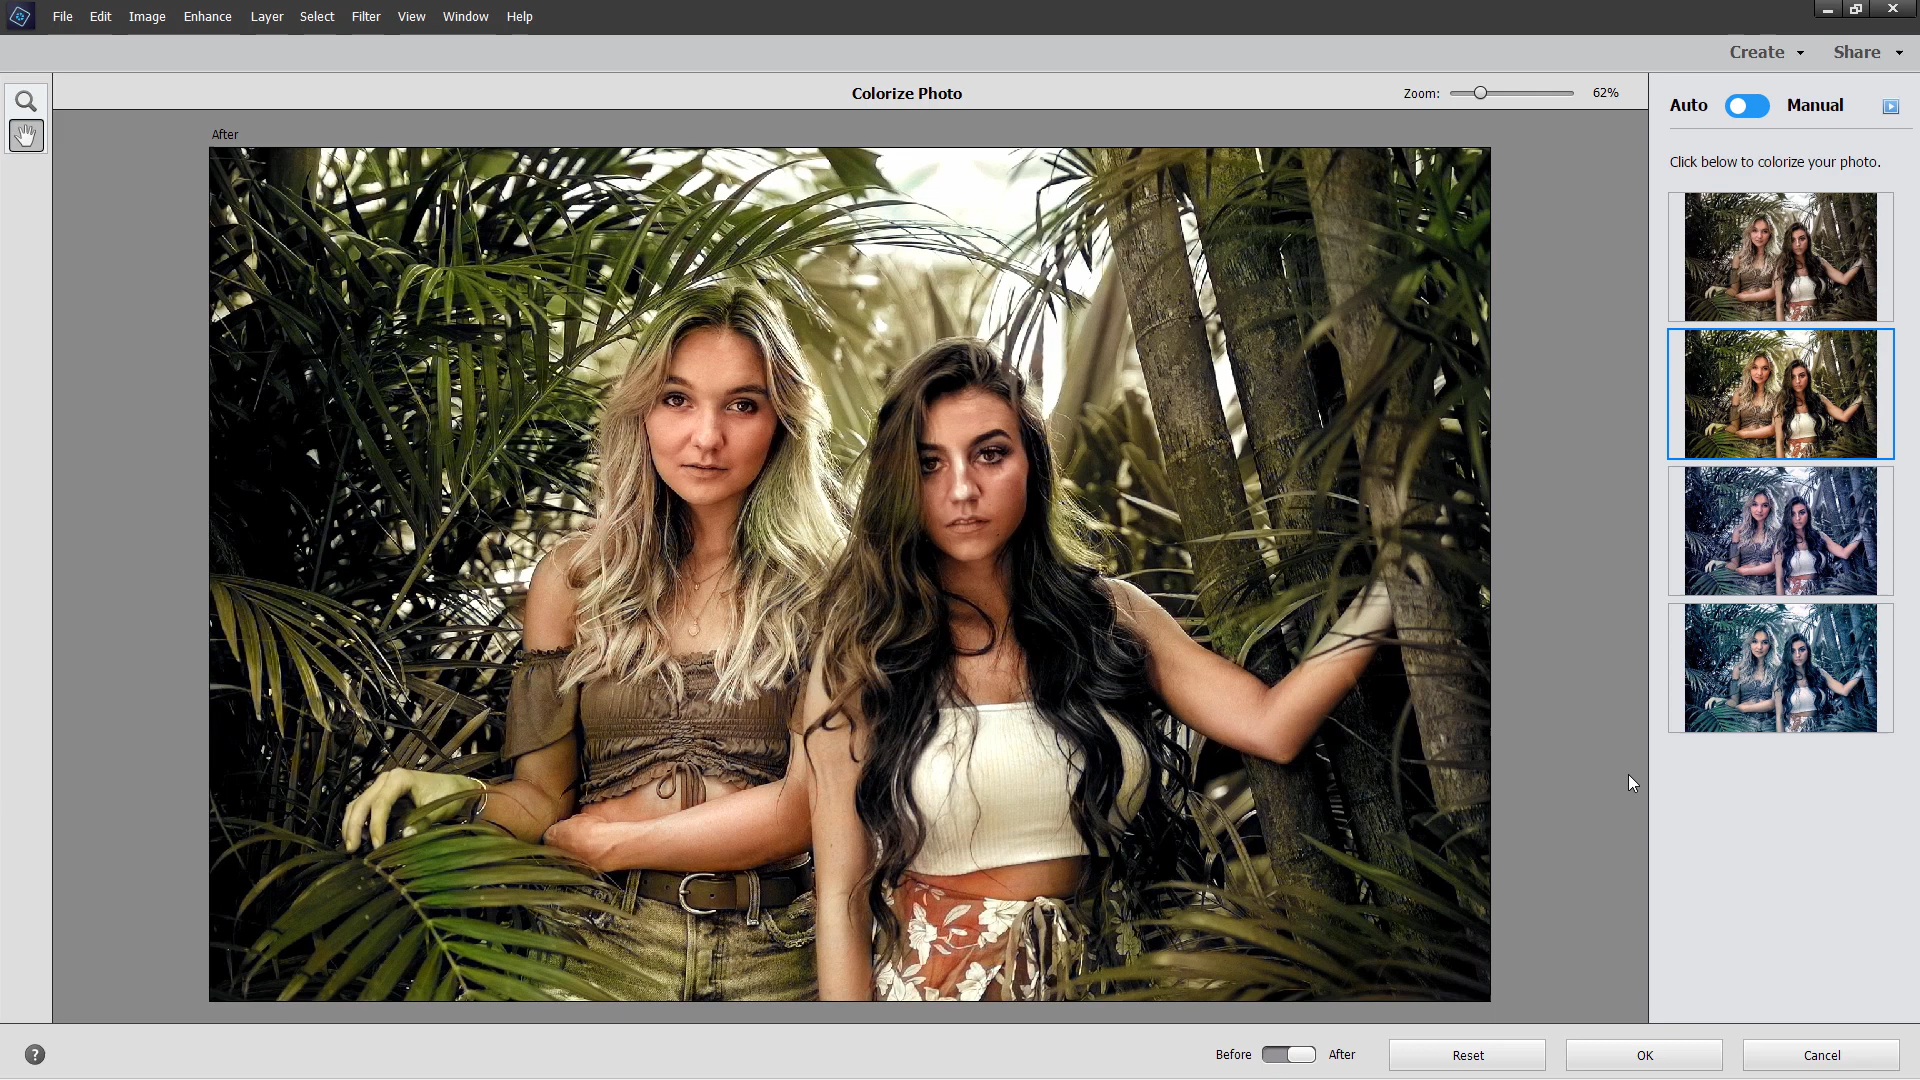 File Edit Image Enhance Layer Select Filter View Window Help
Create Share
Colorize Photo
Zoom: 62%
Auto Manual
After
Click below to colorize your photo.
?
Before After
Reset
OK
Cancel